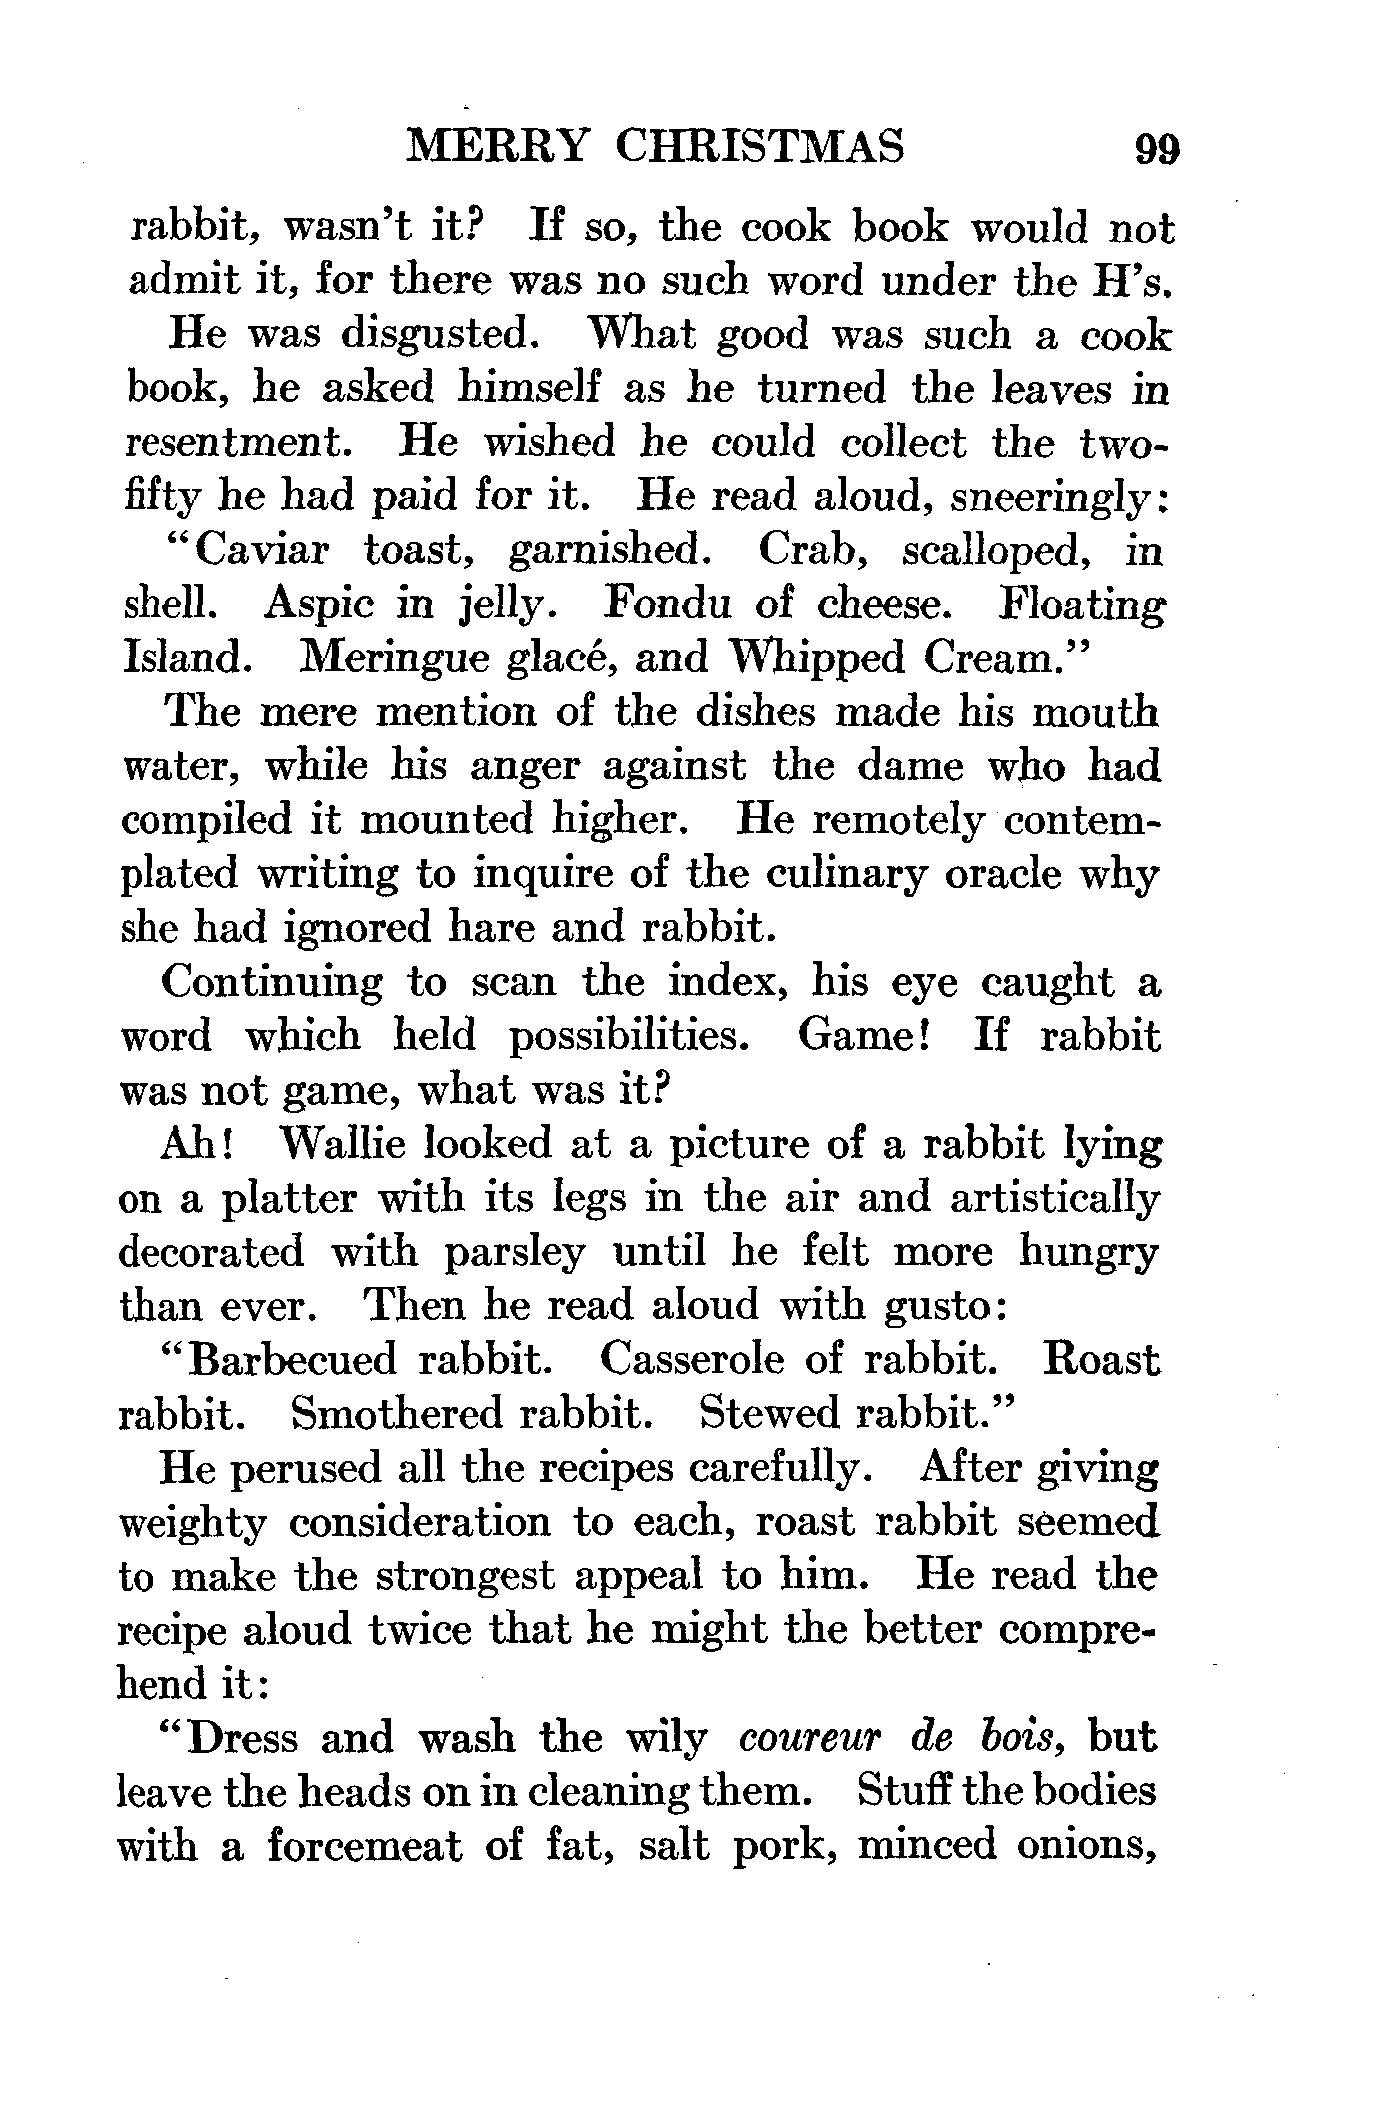 MERRY CHRISTMAS 99
rabbit, wasn't it? If so, the cook book would not
admit it, for there was no such word under the H's.
He was disgusted. What good was such a cook
book, he asked himself as he turned the leaves in
resentment. He wished he could collect the two-
fifty he had paid for it. He read aloud, sneeringly:
"Caviar toast, garnished. Crab, scalloped, in
shell. Aspic in jelly. Fondu of cheese. Floating
Island. Meringue glacé, and Whipped Cream."
The mere mention of the dishes made his mouth
water, while his anger against the dame who had
compiled it mounted higher. He remotely contem-
plated writing to inquire of the culinary oracle why
she had ignored hare and rabbit.
Continuing to scan the index, his eye caught a
word which held possibilities. Game! If rabbit
was not game, what was it?
Ah! Wallie looked at a picture of a rabbit lying
on a platter with its legs in the air and artistically
decorated with parsley until he felt more hungry
than ever. Then he read aloud with gusto:
"Barbecued rabbit. Casserole of rabbit. Roast
rabbit. Smothered rabbit. Stewed rabbit."
He perused all the recipes carefully. After giving
weighty consideration to each, roast rabbit seemed
to make the strongest appeal to him. He read the
recipe aloud twice that he might the better compre-
hend it:
"Dress and wash the wily coureur de bois, but
leave the heads on in cleaning them. Stuff the bodies
with a forcemeat of fat, salt pork, minced onions,